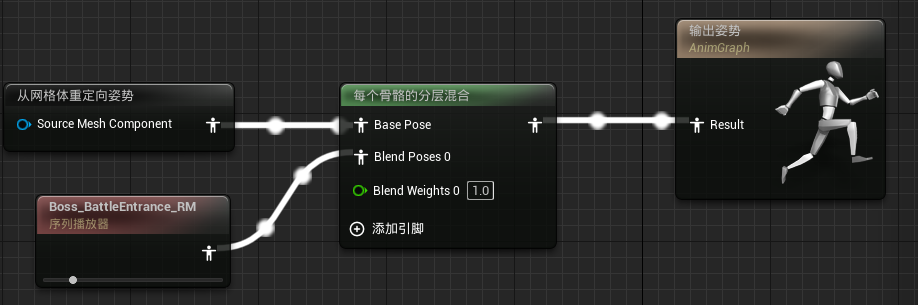 输出姿势
AnimGraph
从网格体重定向姿势
每个骨骼的分层混合
Source Mesh Component
Base Pose
Result
Blend Poses 0
Blend Weights 0 1.0
Boss_BattleEntrance_RM
序列播放器
添加引脚